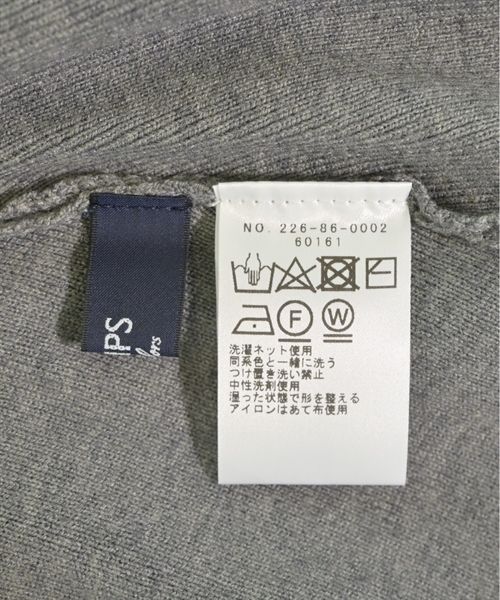 NO. 226-86-0002
60161
F W
洗濯ネット使用
同系色と一緒に洗う
つけ置き洗い禁止
中性洗剤使用
湿った状態で形を整える
アイロンはあて布使用